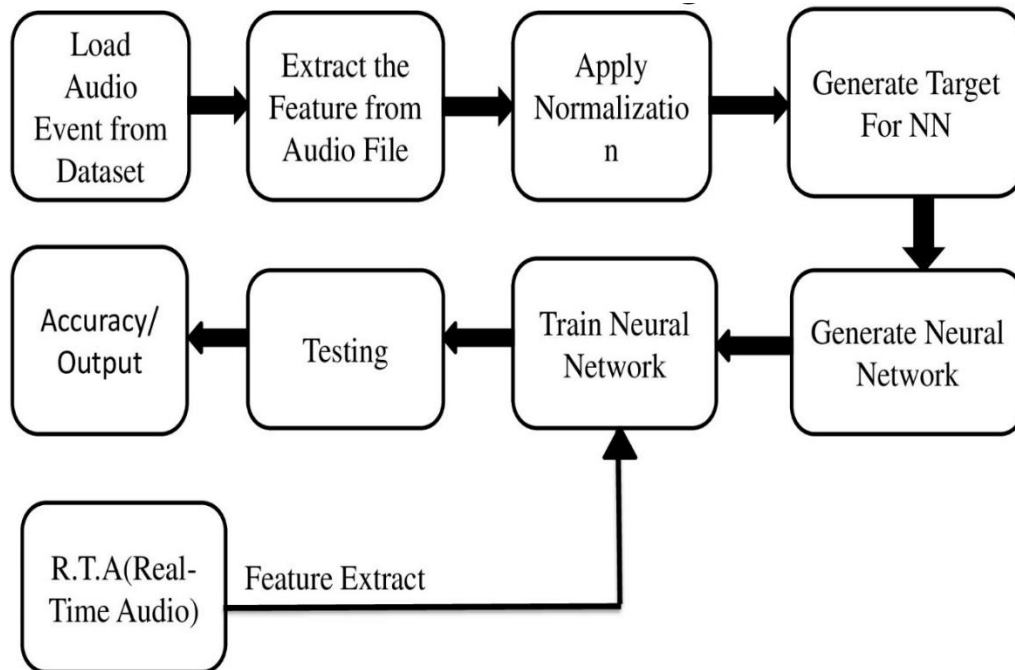 Load
Audio
Event from
Dataset
Extract the
Feature from
Audio File
Apply
Normalizatio
n
Generate Target
For NN
Accuracy/
Output
Testing
Train Neural
Network
Generate Neural
Network
R.T.A(Real-
Time Audio)
Feature Extract